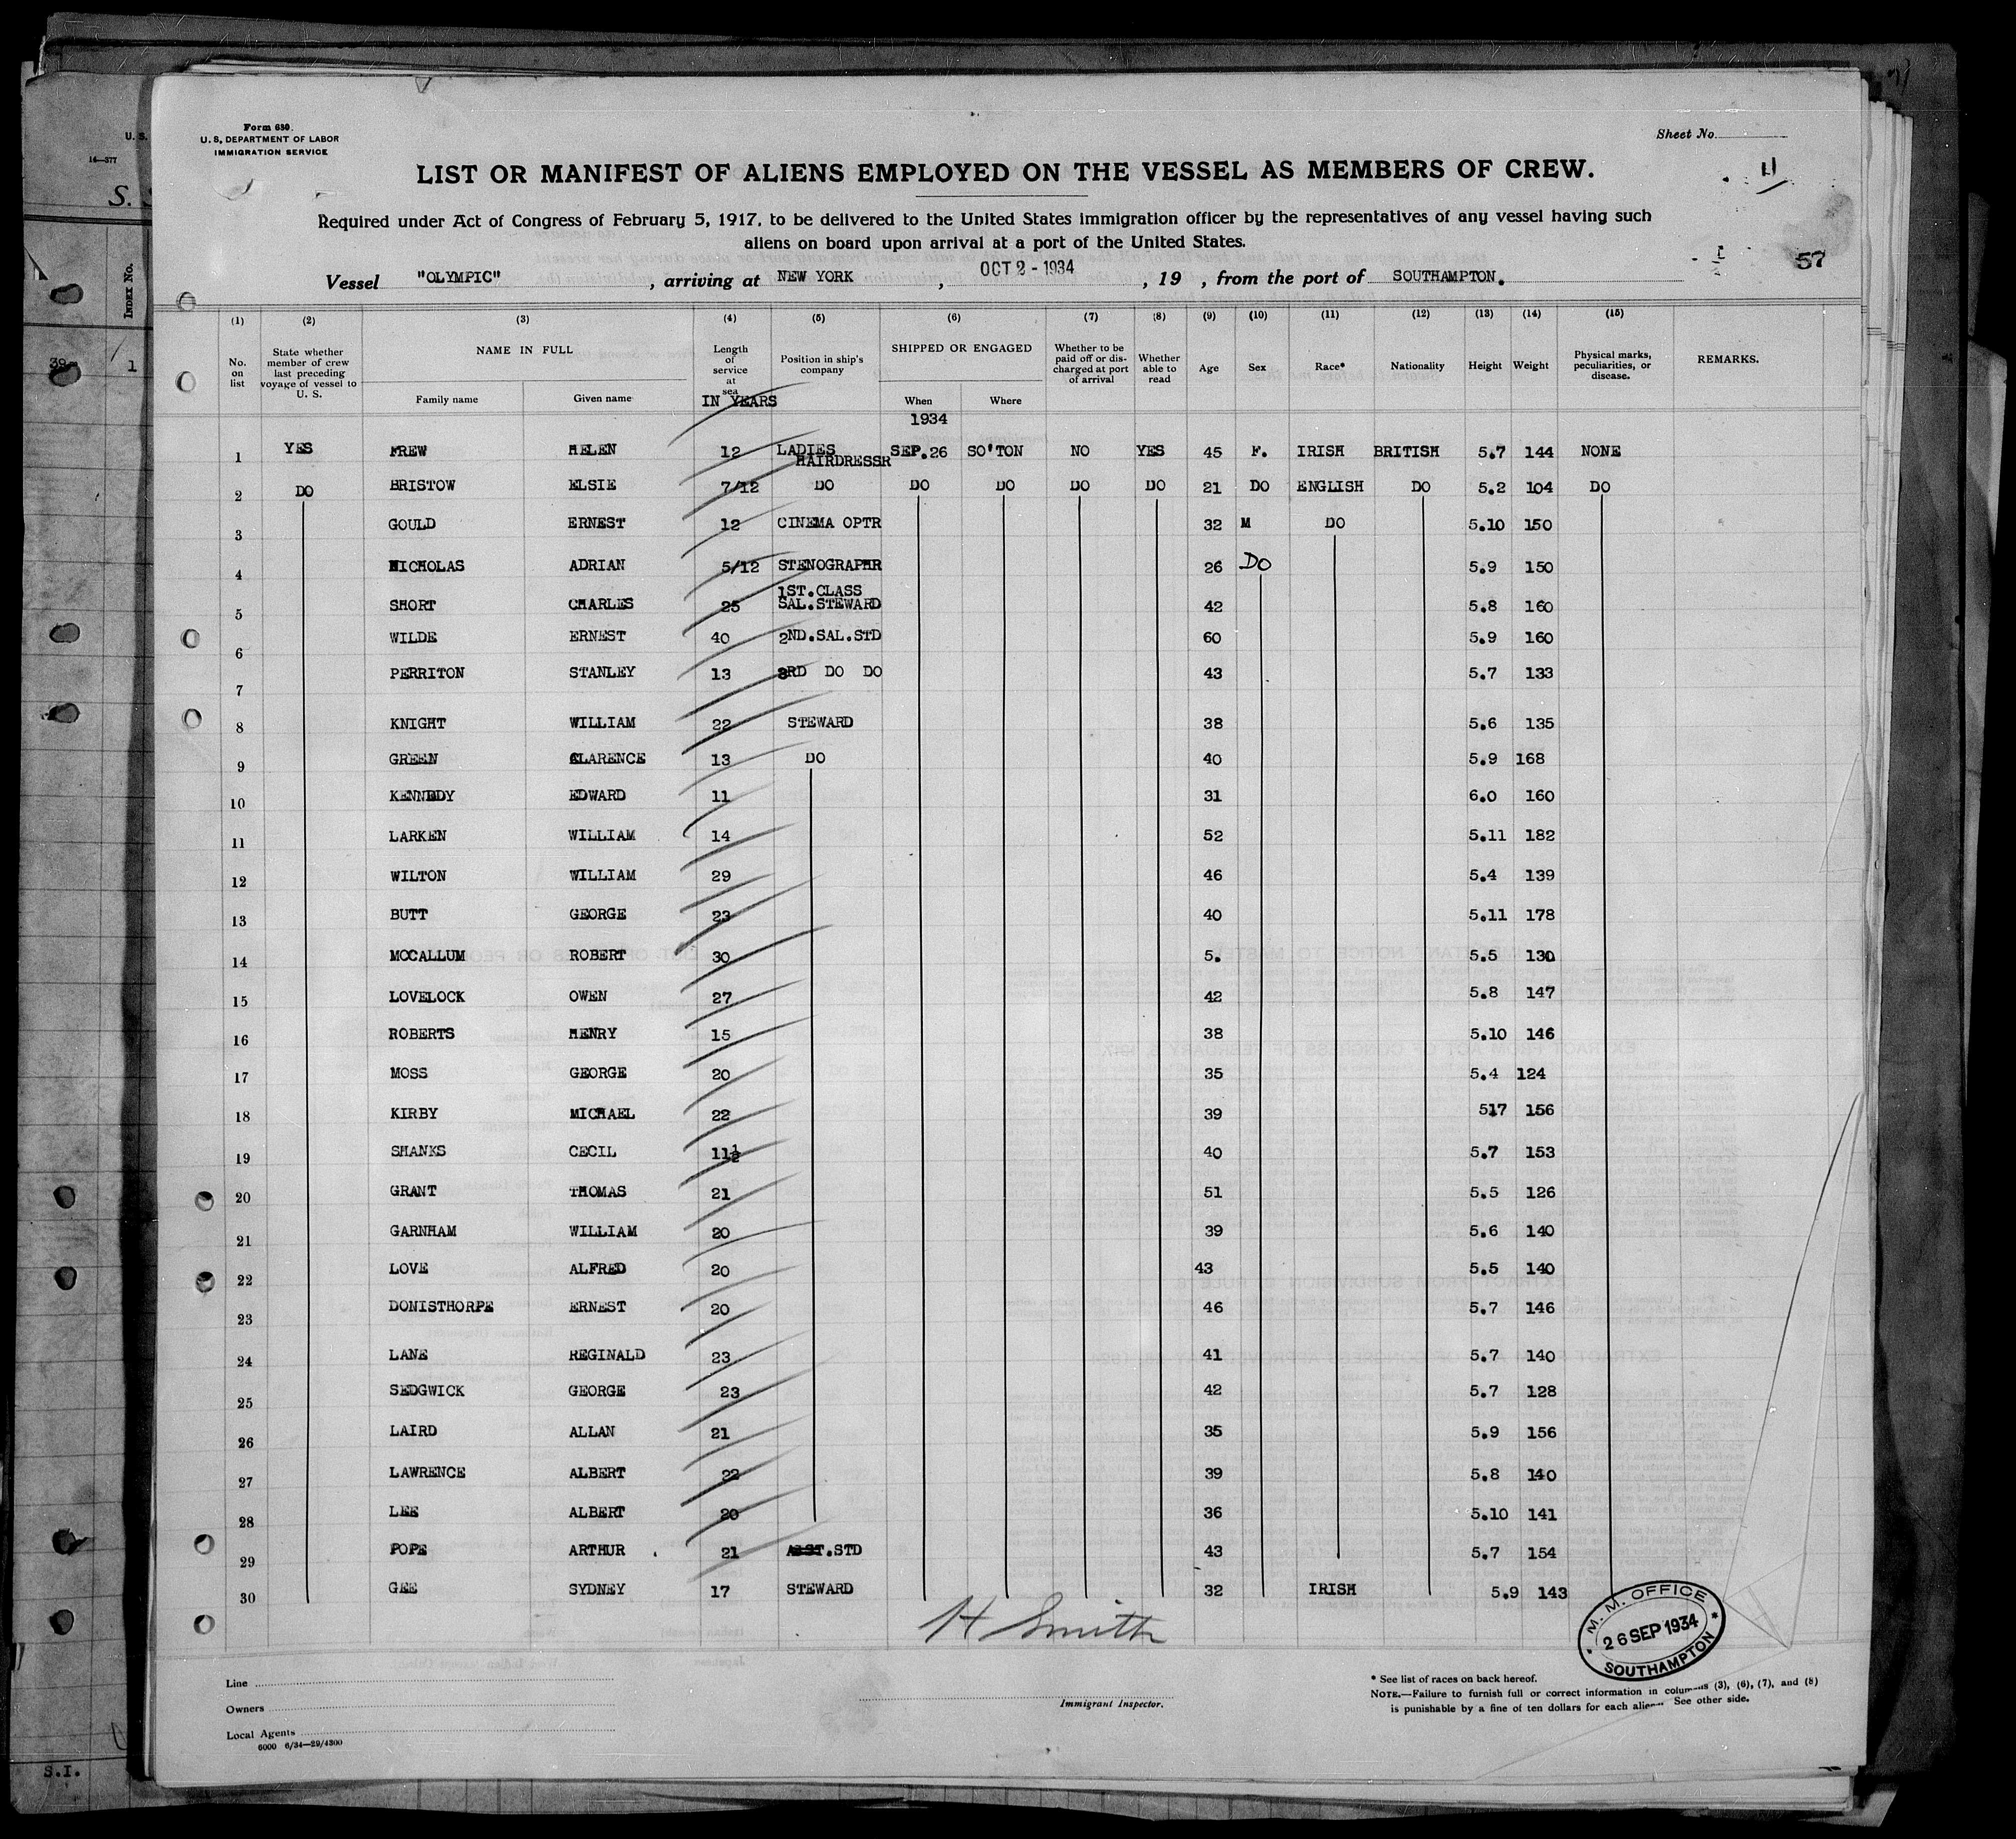 Form 680.
U. S. DEPARTMENT OF LABOR
IMMIGRATION SERVICE
Sheet No.
LIST OR MANIFEST OF ALIENS EMPLOYED ON THE VESSEL AS MEMBERS OF CREW.
Required under Act of Congress of February 5, 1917, to be delivered to the United States immigration officer by the representatives of any vessel having such
aliens on board upon arrival at a port of the United States.
57
Vessel "OLYMPIC", arriving at NEW YORK, OCT 2 - 1934, 19 , from the port of SOUTHAMPTON.
(1) (2) (3) (4) (5) (6) (7) (8) (9) (10) (11) (12) (13) (14) (15)
No. on list State whether member of crew last preceding voyage of vessel to U. S. NAME IN FULL Family name Given name Length of service at sea IN YEARS Position in ship's company SHIPPED OR ENGAGED When Where Whether to be paid off or discharged at port of arrival Whether able to read Age Sex Race* Nationality Height Weight Physical marks, peculiarities, or disease. REMARKS.
1934
1 YES FREW HELEN 12 LADIES HAIRDRESSR SEP.26 SO'TON NO YES 45 F. IRISH BRITISH 5.7 144 NONE
2 DO BRISTOW ELSIE 7/12 DO DO DO DO DO 21 DO ENGLISH DO 5.2 104 DO
3 GOULD ERNEST 12 CINEMA OPTR 32 M DO 5.10 150
4 NICHOLAS ADRIAN 5/12 STENOGRAPHR 26 DO 5.9 150
5 SHORT CHARLES 25 1ST.CLASS SAL.STEWARD 42 5.8 160
6 WILDE ERNEST 40 2ND.SAL.STD 60 5.9 160
7 PERRITON STANLEY 13 3RD DO DO 43 5.7 133
8 KNIGHT WILLIAM 22 STEWARD 38 5.6 135
9 GREEN CLARENCE 13 DO 40 5.9 168
10 KENNEDY EDWARD 11 31 6.0 160
11 LARKEN WILLIAM 14 52 5.11 182
12 WILTON WILLIAM 29 46 5.4 139
13 BUTT GEORGE 23 40 5.11 178
14 MCCALLUM ROBERT 30 5. 5.5 130
15 LOVELOCK OWEN 27 42 5.8 147
16 ROBERTS HENRY 15 38 5.10 146
17 MOSS GEORGE 20 35 5.4 124
18 KIRBY MICHAEL 22 39 517 156
19 SHANKS CECIL 11½ 40 5.7 153
20 GRANT THOMAS 21 51 5.5 126
21 GARNHAM WILLIAM 20 39 5.6 140
22 LOVE ALFRED 20 43 5.5 140
23 DONISTHORPE ERNEST 20 46 5.7 146
24 LANE REGINALD 23 41 5.7 140
25 SEDGWICK GEORGE 23 42 5.7 128
26 LAIRD ALLAN 21 35 5.9 156
27 LAWRENCE ALBERT 22 39 5.8 140
28 LEE ALBERT 20 36 5.10 141
29 POPE ARTHUR 21 ASST.STD 43 5.7 154
30 GEE SYDNEY 17 STEWARD 32 IRISH 5.9 143
H Smith
M. M. OFFICE
26 SEP 1934
SOUTHAMPTON
Line
Owners
Local Agents
6000 6/34—29/4300
Immigrant Inspector.
* See list of races on back hereof.
NOTE.—Failure to furnish full or correct information in columns (3), (6), (7), and (8)
is punishable by a fine of ten dollars for each alien. See other side.
U. S.
14—377
S. S
INDEX No.
1
S.I.